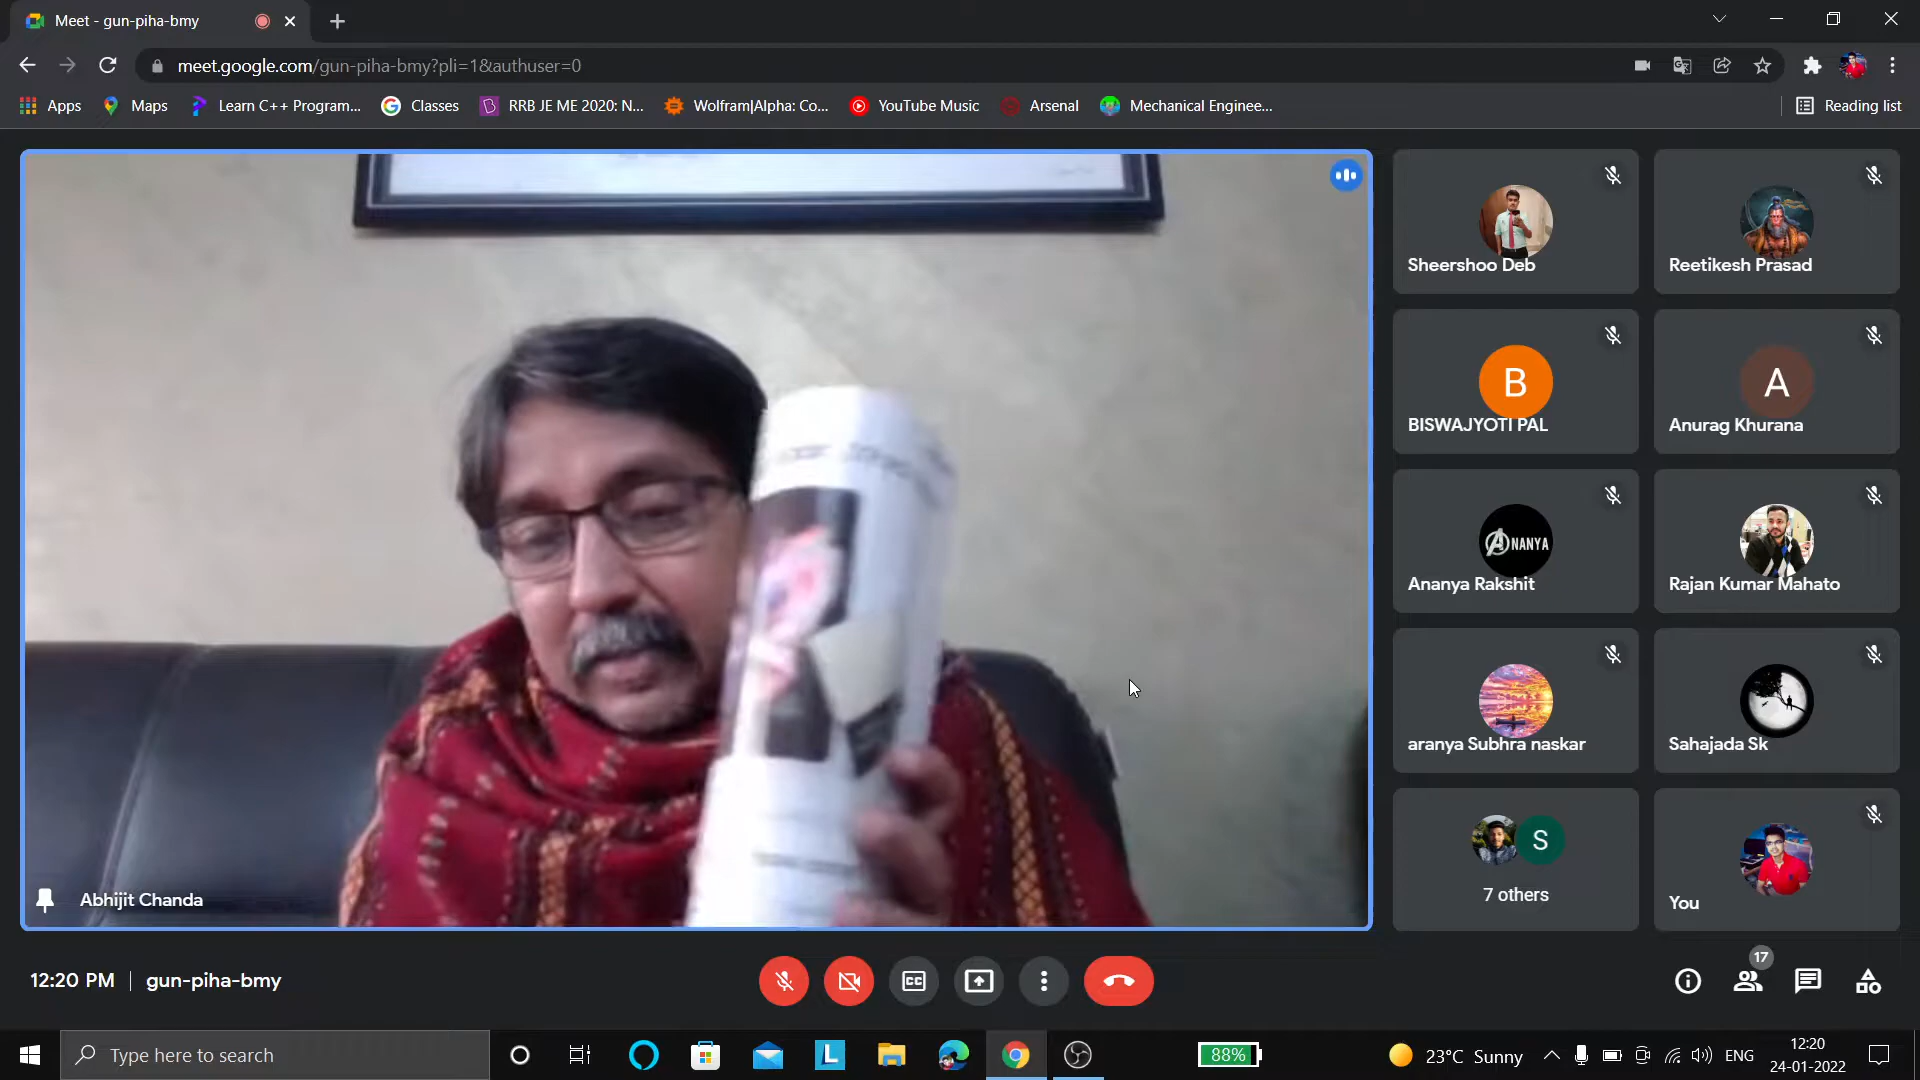 Meet - gun-piha-bmy
meet.google.com/gun-piha-bmy?pli=1&authuser=0
Apps
Maps
Learn C++ Program...
Classes
RRB JE ME 2020: N...
Wolfram|Alpha: Co...
YouTube Music
Arsenal
Mechanical Enginee...
Reading list
Sheershoo Deb
Reetikesh Prasad
B
BISWAJYOTI PAL
A
Anurag Khurana
ANANYA
Ananya Rakshit
Rajan Kumar Mahato
aranya Subhra naskar
Sahajada Sk
S
7 others
You
Abhijit Chanda
12:20 PM | gun-piha-bmy
17
Type here to search
L
88%
23°C Sunny
ENG
12:20
24-01-2022